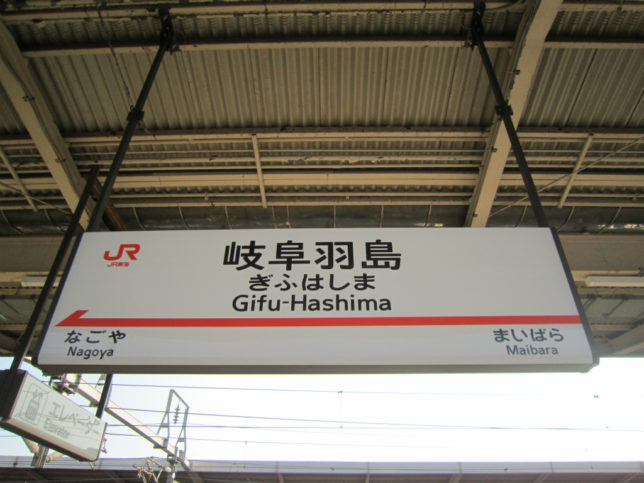 JR
JR東海
岐阜羽島
ぎふはしま
Gifu-Hashima
なごや
Nagoya
まいばら
Maibara
エレベーター
Elevator